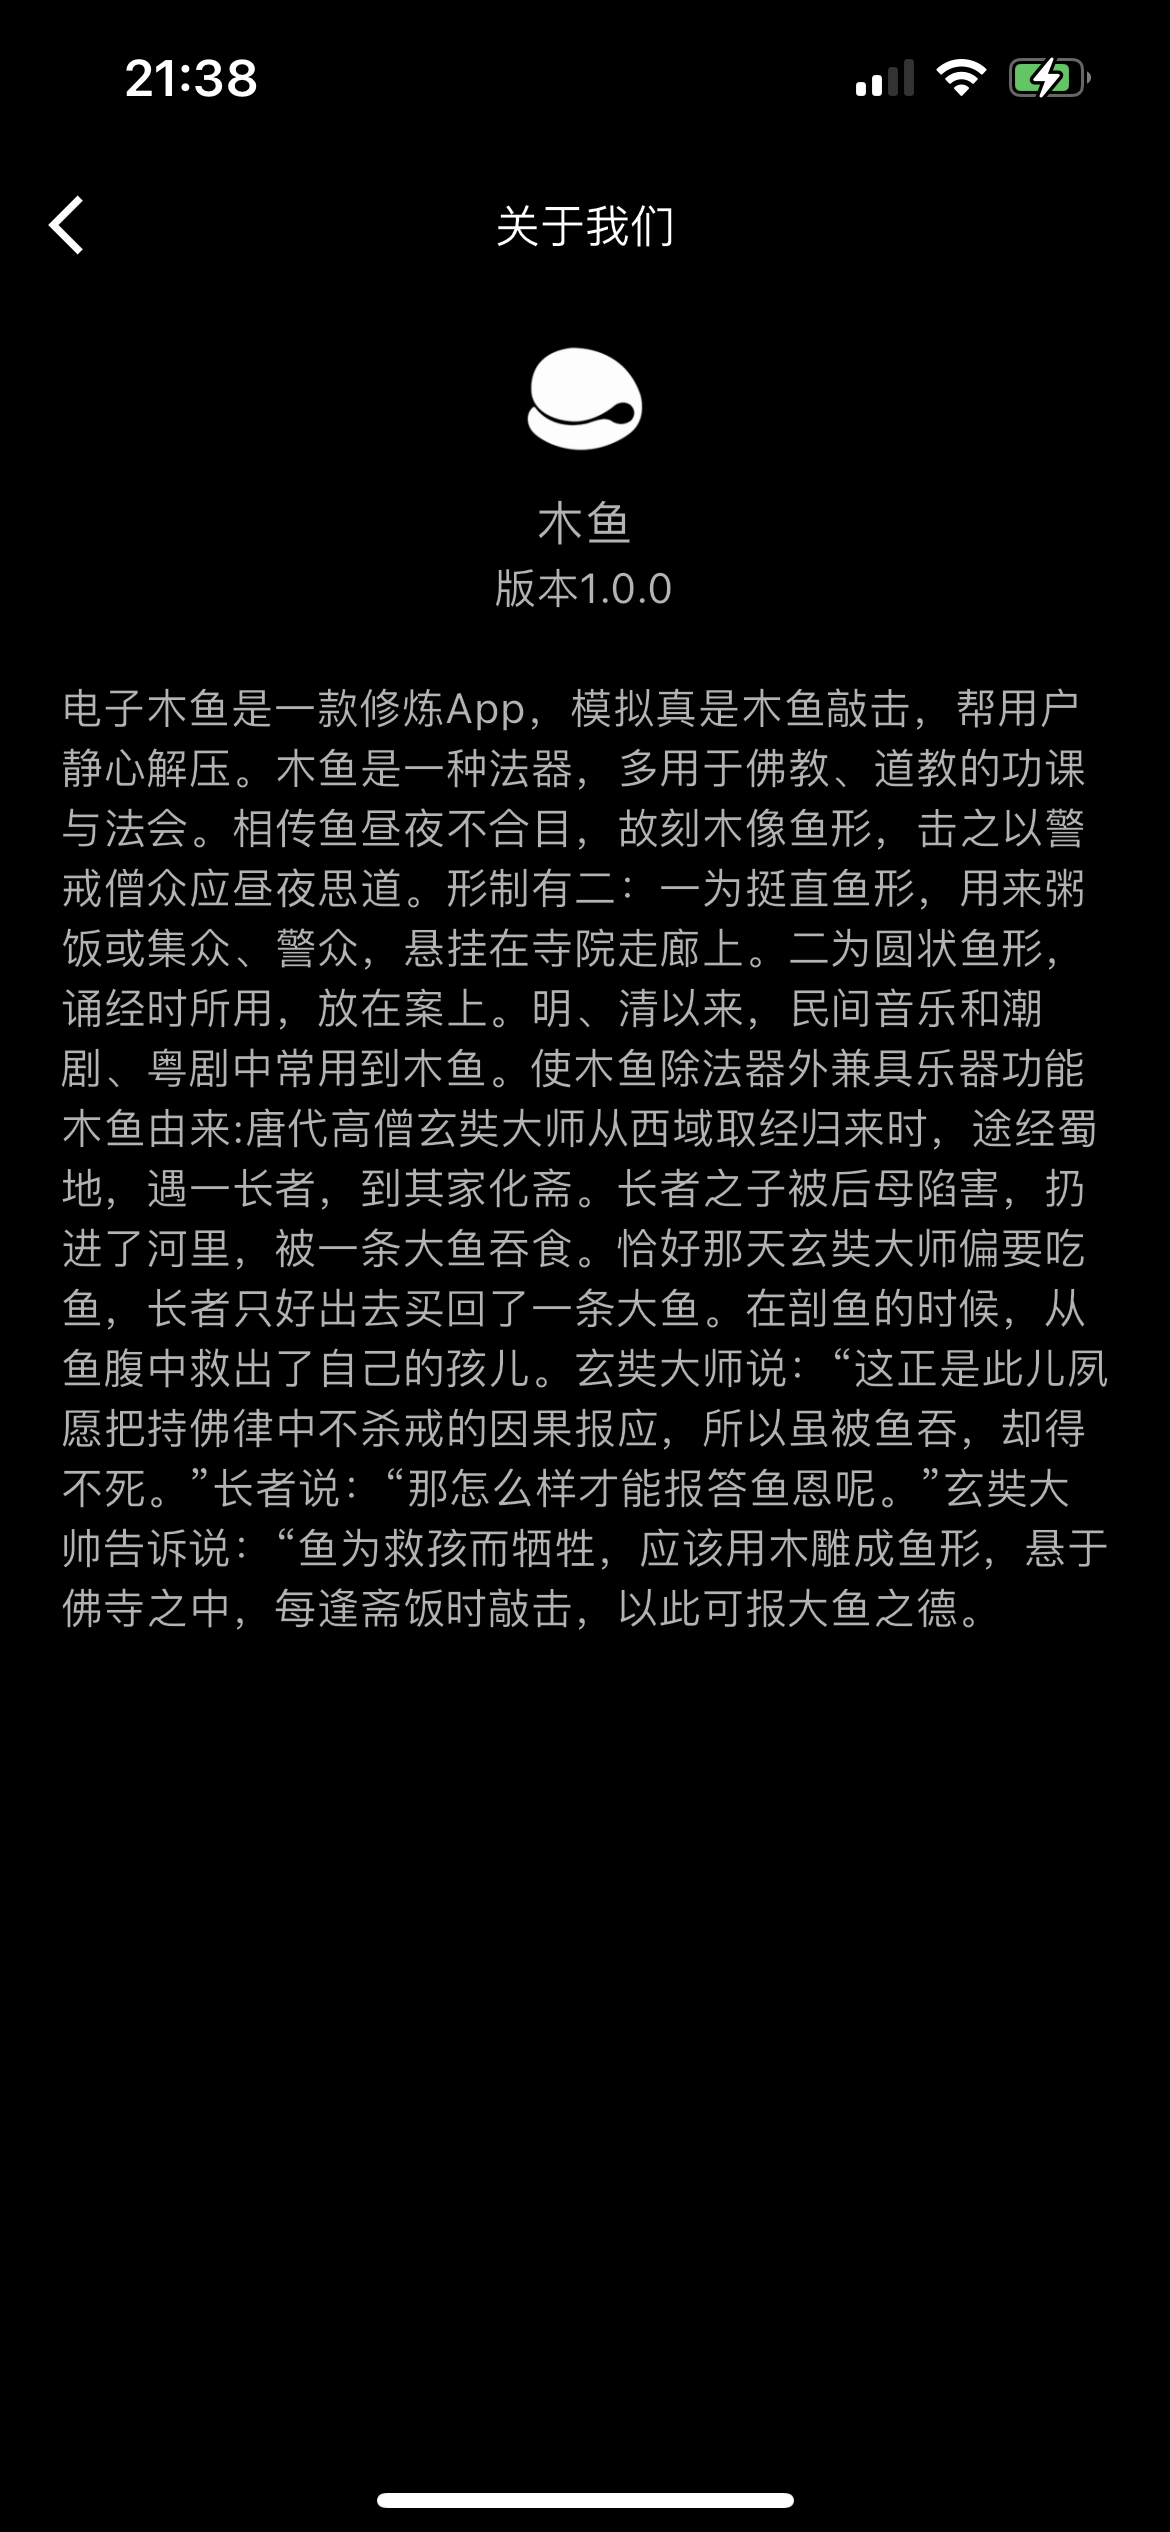 21:38
关于我们
木鱼
版本1.0.0
电子木鱼是一款修炼App，模拟真是木鱼敲击，帮用户
静心解压。木鱼是一种法器，多用于佛教、道教的功课
与法会。相传鱼昼夜不合目，故刻木像鱼形，击之以警
戒僧众应昼夜思道。形制有二：一为挺直鱼形，用来粥
饭或集众、警众，悬挂在寺院走廊上。二为圆状鱼形，
诵经时所用，放在案上。明、清以来，民间音乐和潮
剧、粤剧中常用到木鱼。使木鱼除法器外兼具乐器功能
木鱼由来:唐代高僧玄奘大师从西域取经归来时，途经蜀
地，遇一长者，到其家化斋。长者之子被后母陷害，扔
进了河里，被一条大鱼吞食。恰好那天玄奘大师偏要吃
鱼，长者只好出去买回了一条大鱼。在剖鱼的时候，从
鱼腹中救出了自己的孩儿。玄奘大师说：“这正是此儿夙
愿把持佛律中不杀戒的因果报应，所以虽被鱼吞，却得
不死。”长者说：“那怎么样才能报答鱼恩呢。”玄奘大
帅告诉说：“鱼为救孩而牺牲，应该用木雕成鱼形，悬于
佛寺之中，每逢斋饭时敲击，以此可报大鱼之德。